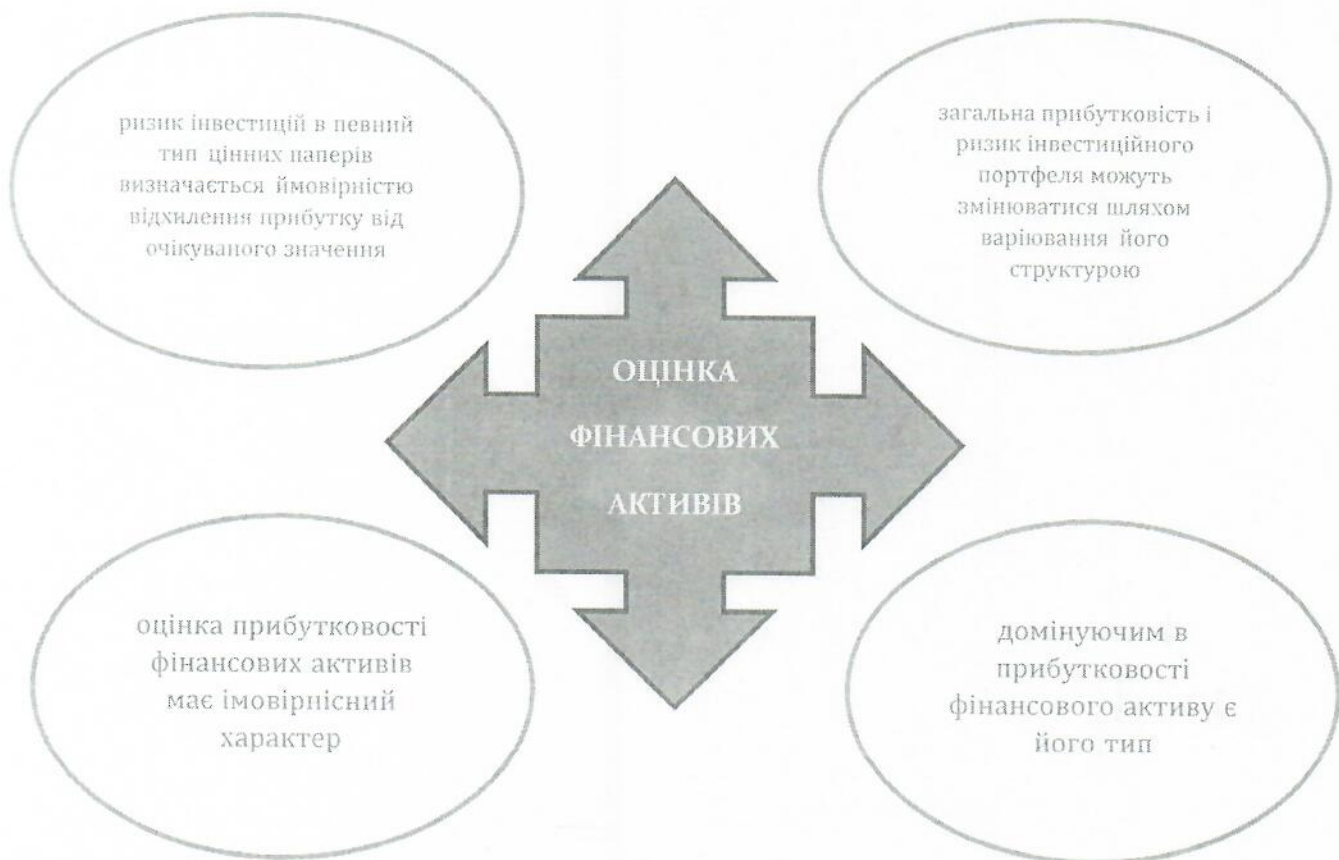 ризик інвестицій в певний
тип цінних паперів
визначається ймовірністю
відхилення прибутку від
очікуваного значення
загальна прибутковість і
ризик інвестиційного
портфеля можуть
змінюватися шляхом
варіювання його
структурою
ОЦІНКА
ФІНАНСОВИХ
АКТИВІВ
оцінка прибутковості
фінансових активів
має імовірнісний
характер
домінуючим в
прибутковості
фінансового активу є
його тип